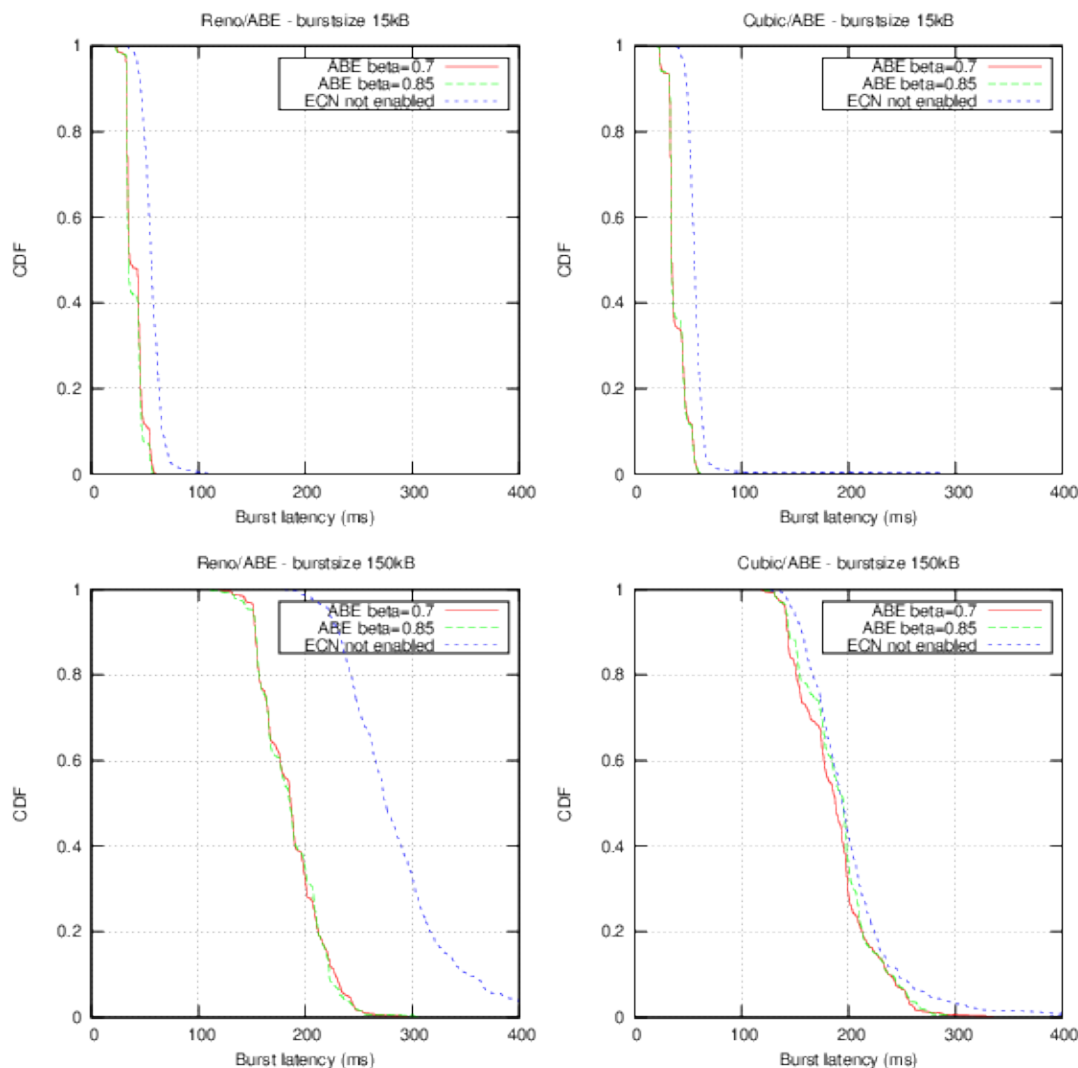 Reno/ABE - burstsize 15kB
ABE beta=0.7
ABE beta=0.85
ECN not enabled
1
0.8
0.6
0.4
0.2
0
CDF
0 100 200 300 400
Burst latency (ms)
Cubic/ABE - burstsize 15kB
ABE beta=0.7
ABE beta=0.85
ECN not enabled
1
0.8
0.6
0.4
0.2
0
CDF
0 100 200 300 400
Burst latency (ms)
Reno/ABE - burstsize 150kB
ABE beta=0.7
ABE beta=0.85
ECN not enabled
1
0.8
0.6
0.4
0.2
0
CDF
0 100 200 300 400
Burst latency (ms)
Cubic/ABE - burstsize 150kB
ABE beta=0.7
ABE beta=0.85
ECN not enabled
1
0.8
0.6
0.4
0.2
0
CDF
0 100 200 300 400
Burst latency (ms)